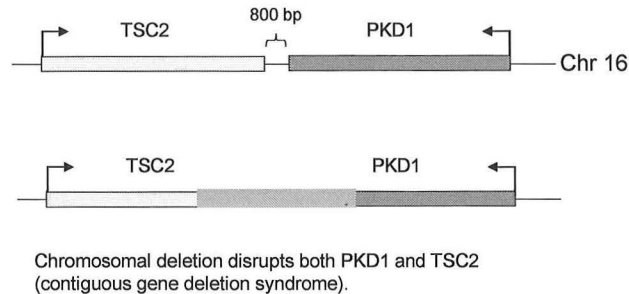 800 bp
TSC2 PKD1
Chr 16
TSC2 PKD1
Chromosomal deletion disrupts both PKD1 and TSC2
(contiguous gene deletion syndrome).